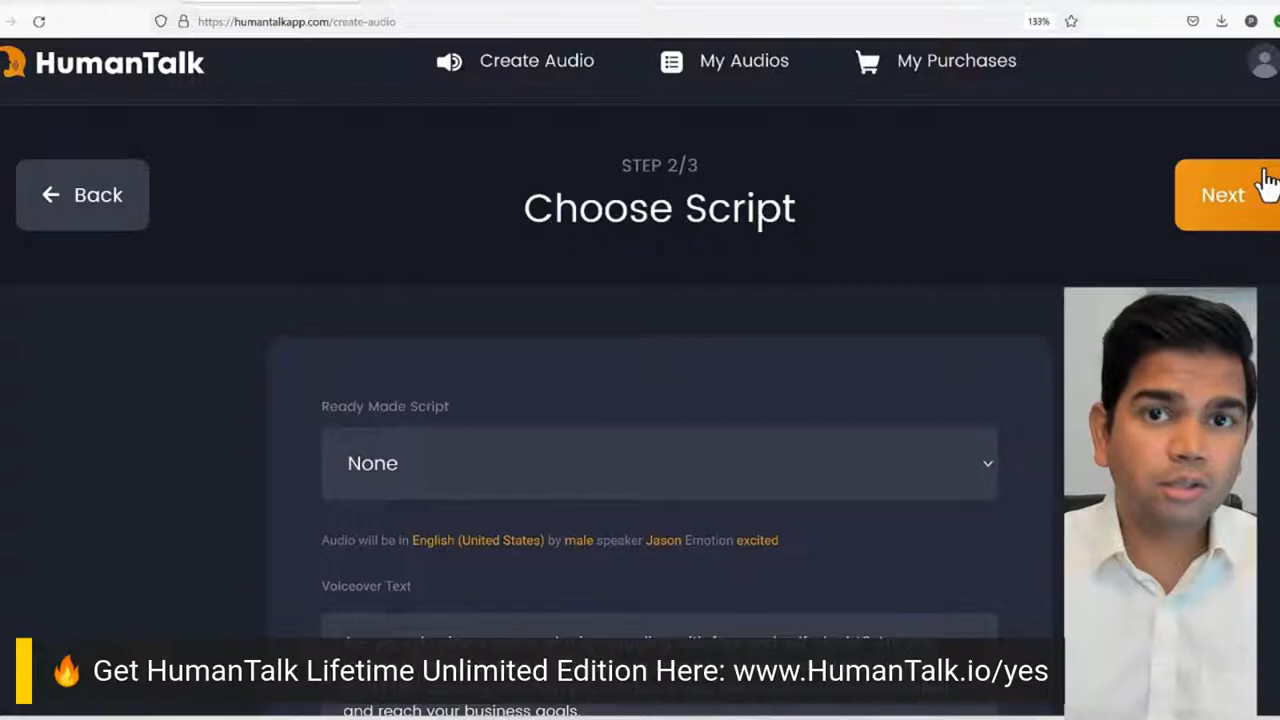 https://humantalkapp.com/create-audio
133%
HumanTalk
Create Audio
My Audios
My Purchases
Back
STEP 2/3
Choose Script
Next
Ready Made Script
None
Audio will be in English (United States) by male speaker Jason Emotion excited
Voiceover Text
🔥 Get HumanTalk Lifetime Unlimited Edition Here: www.HumanTalk.io/yes
and reach your business goals.